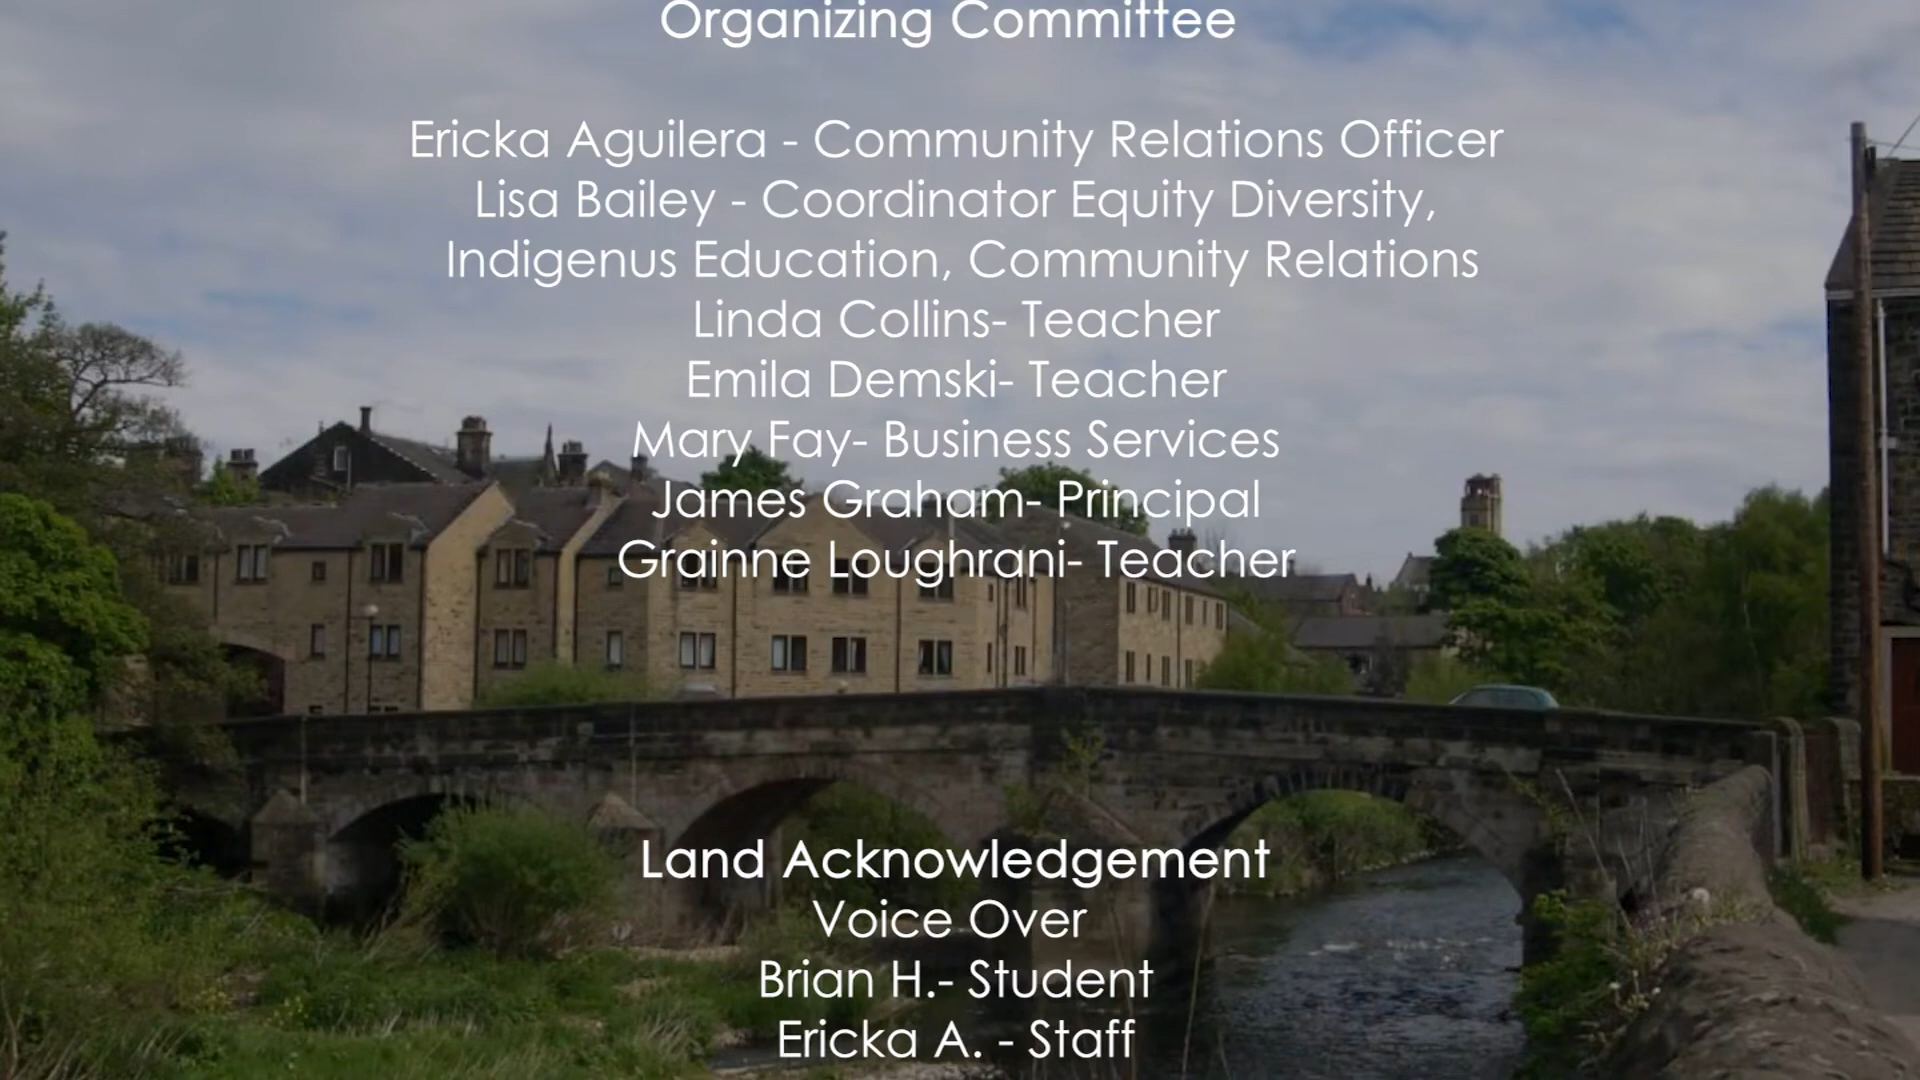 Organizing Committee
Ericka Aguilera - Community Relations Officer
Lisa Bailey - Coordinator Equity Diversity,
Indigenus Education, Community Relations
Linda Collins- Teacher
Emila Demski- Teacher
Mary Fay- Business Services
James Graham- Principal
Grainne Loughrani- Teacher
Land Acknowledgement
Voice Over
Brian H.- Student
Ericka A. - Staff